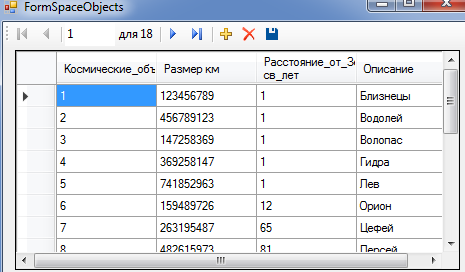 FormSpaceObjects
1 для 18
Космические_объ Размер км Расстояние_от_Зе св_лет Описание
1 123456789 1 Близнецы
2 456789123 1 Водолей
3 147258369 1 Волопас
4 369258147 1 Гидра
5 741852963 1 Лев
6 159489726 12 Орион
7 263195487 65 Цефей
8 482615973 81 Персей